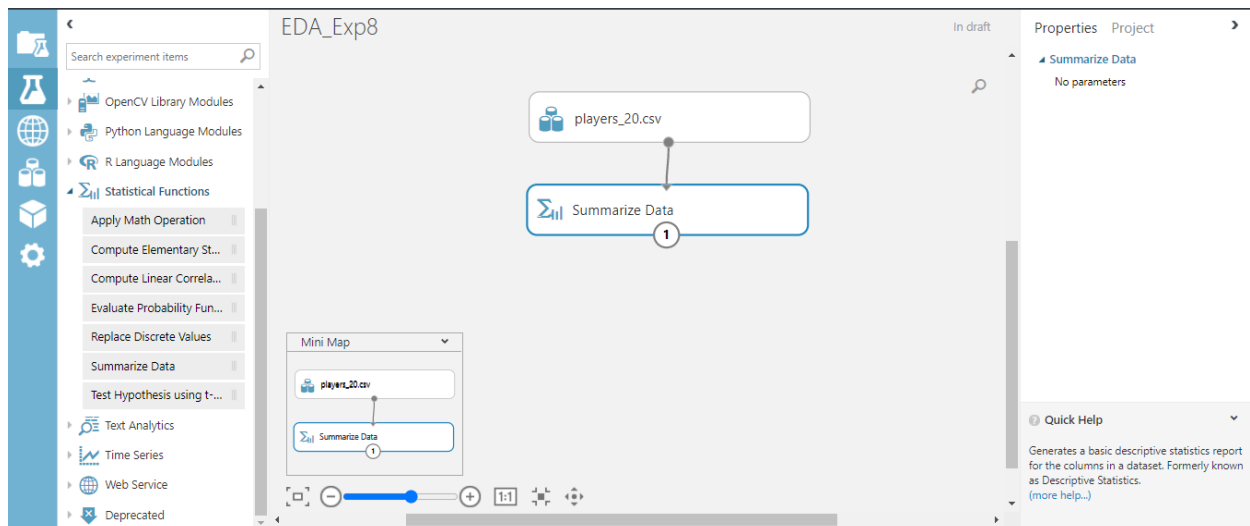 EDA_Exp8
In draft
Search experiment items
OpenCV Library Modules
Python Language Modules
R Language Modules
Statistical Functions
Apply Math Operation
Compute Elementary St...
Compute Linear Correla...
Evaluate Probability Fun...
Replace Discrete Values
Summarize Data
Test Hypothesis using t-...
Text Analytics
Time Series
Web Service
Deprecated
players_20.csv
Summarize Data
1
Mini Map
players_20.csv
Summarize Data
1
1:1
Properties Project
Summarize Data
No parameters
Quick Help
Generates a basic descriptive statistics report
for the columns in a dataset. Formerly known
as Descriptive Statistics.
(more help...)